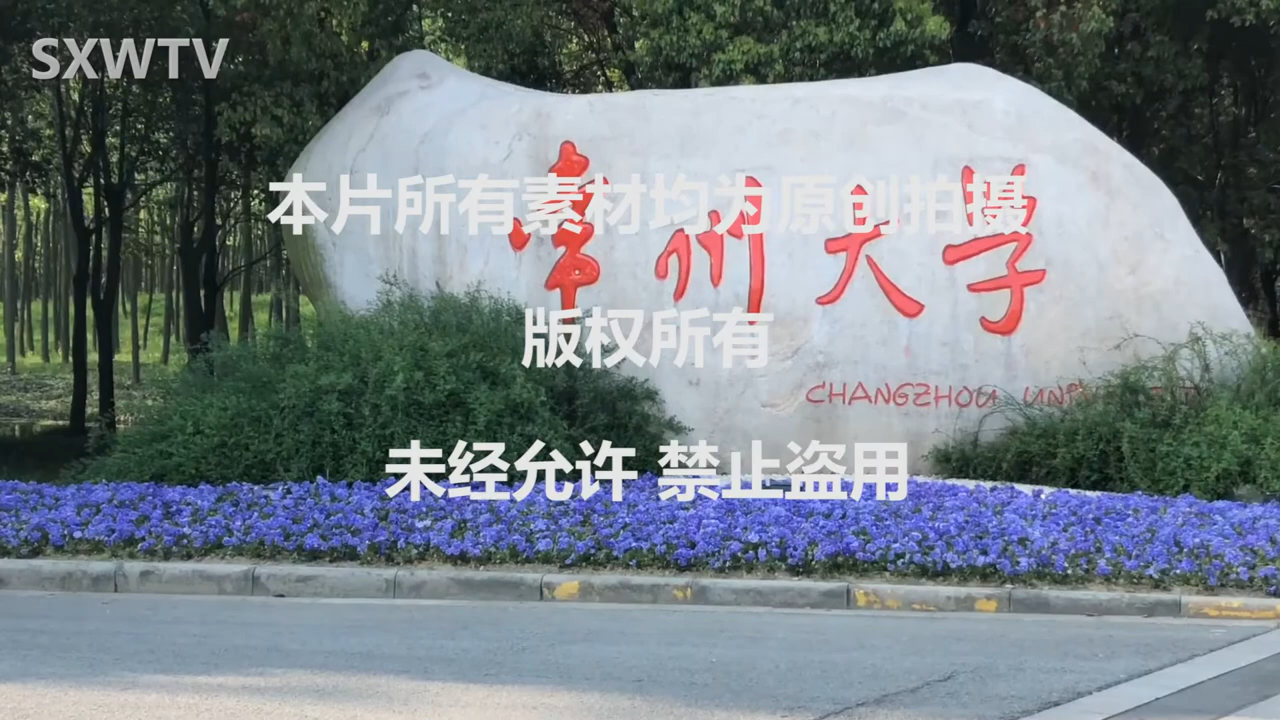 SXWTV
本片所有素材均为原创拍摄
常州大学
版权所有
CHANGZHOU
未经允许 禁止盗用